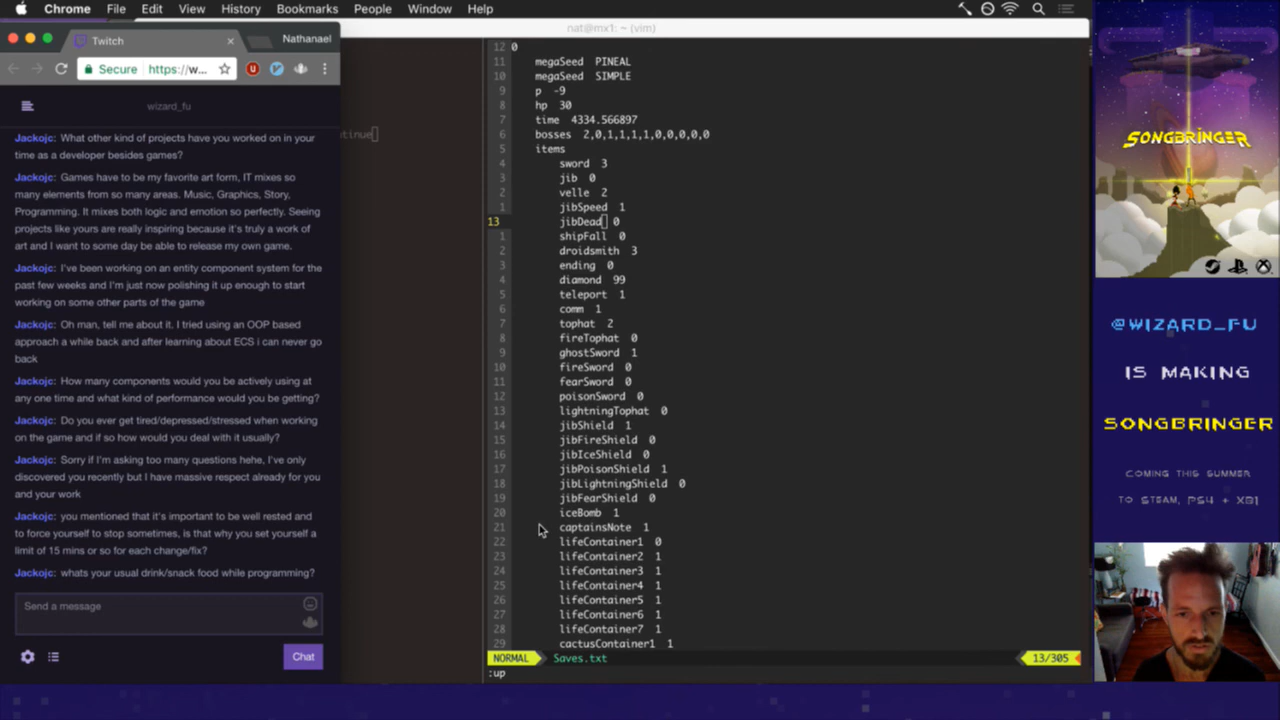 Chrome File Edit View History Bookmarks People Window Help
nat@mx1: ~ (vim)
Twitch
Nathanael
Secure
https://w...
wizard_fu
Jackojc: What other kind of projects have you worked on in your
time as a developer besides games?
Jackojc: Games have to be my favorite art form, IT mixes so
many elements from so many areas. Music, Graphics, Story,
Programming. It mixes both logic and emotion so perfectly. Seeing
projects like yours are really inspiring because it's truly a work of
art and I want to some day be able to release my own game.
Jackojc: I've been working on an entity component system for the
past few weeks and I'm just now polishing it up enough to start
working on some other parts of the game
Jackojc: Oh man, tell me about it. I tried using an OOP based
approach a while back and after learning about ECS i can never go
back
Jackojc: How many components would you be actively using at
any one time and what kind of performance would you be getting?
Jackojc: Do you ever get tired/depressed/stressed when working
on the game and if so how would you deal with it usually?
Jackojc: Sorry if I'm asking too many questions hehe, I've only
discovered you recently but I have massive respect already for you
and your work
Jackojc: you mentioned that it's important to be well rested and
to force yourself to stop sometimes, is that why you set yourself a
limit of 15 mins or so for each change/fix?
Jackojc: whats your usual drink/snack food while programming?
Send a message
Chat
ntinue
12 0
11 megaSeed PINEAL
10 megaSeed SIMPLE
9 p -9
8 hp 30
7 time 4334.566897
6 bosses 2,0,1,1,1,1,0,0,0,0,0
5 items
4 sword 3
3 jib 0
2 velle 2
1 jibSpeed 1
13 jibDead 0
1 shipFall 0
2 droidsmith 3
3 ending 0
4 diamond 99
5 teleport 1
6 comm 1
7 tophat 2
8 fireTophat 0
9 ghostSword 1
10 fireSword 0
11 fearSword 0
12 poisonSword 0
13 lightningTophat 0
14 jibShield 1
15 jibFireShield 0
16 jibIceShield 0
17 jibPoisonShield 1
18 jibLightningShield 0
19 jibFearShield 0
20 iceBomb 1
21 captainsNote 1
22 lifeContainer1 0
23 lifeContainer2 1
24 lifeContainer3 1
25 lifeContainer4 1
26 lifeContainer5 1
27 lifeContainer6 1
28 lifeContainer7 1
29 cactusContainer1 1
NORMAL Saves.txt 13/305
:up
SONGBRINGER
@WIZARD_FU
IS MAKING
SONGBRINGER
COMING THIS SUMMER
TO STEAM, PS4 + XB1